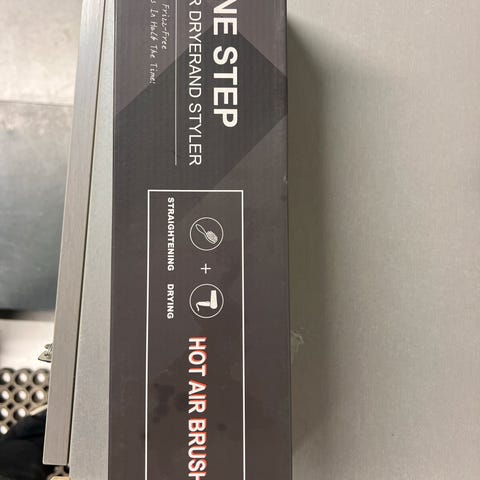 NE STEP
R DRYERAND STYLER
Frizz-Free
s In Half The Time!
STRAIGHTENING
DRYING
+
HOT AIR BRUSH